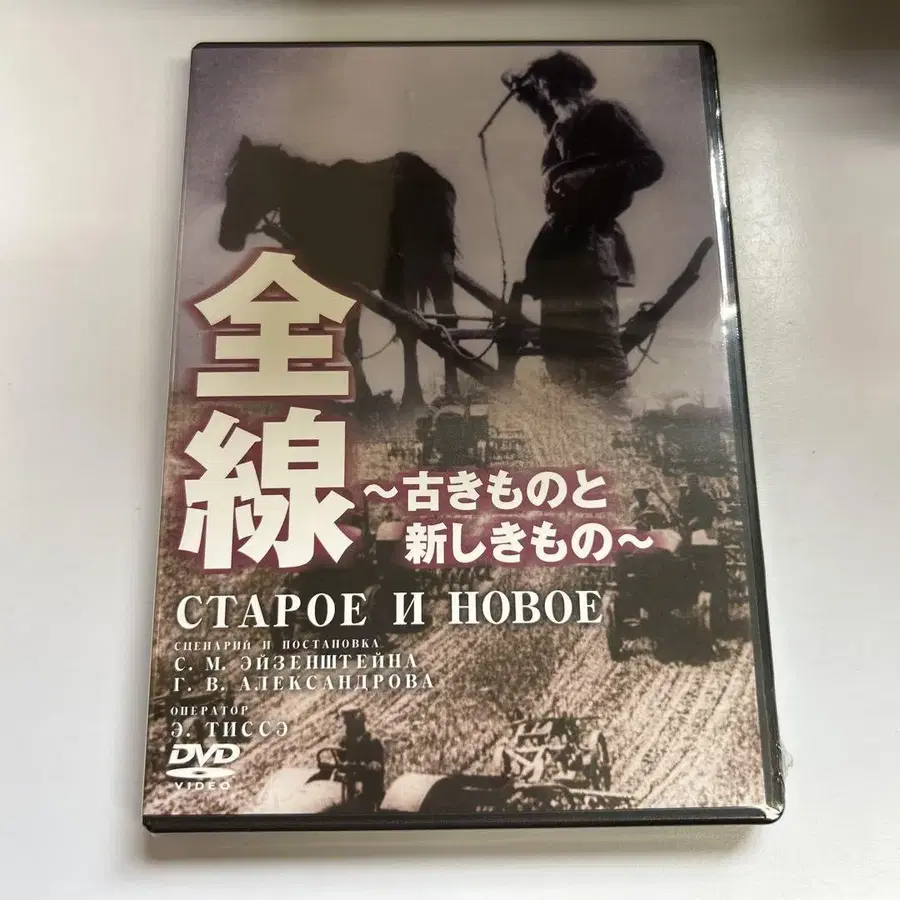 全
線
～古きものと
新しきもの～
СТАРОЕ И НОВОЕ
СЦЕНАРИЙ И ПОСТАНОВКА
С. М. ЭЙЗЕНШТЕЙНА
Г. В. АЛЕКСАНДРОВА
ОПЕРАТОР
Э. ТИССЭ
DVD
VIDEO